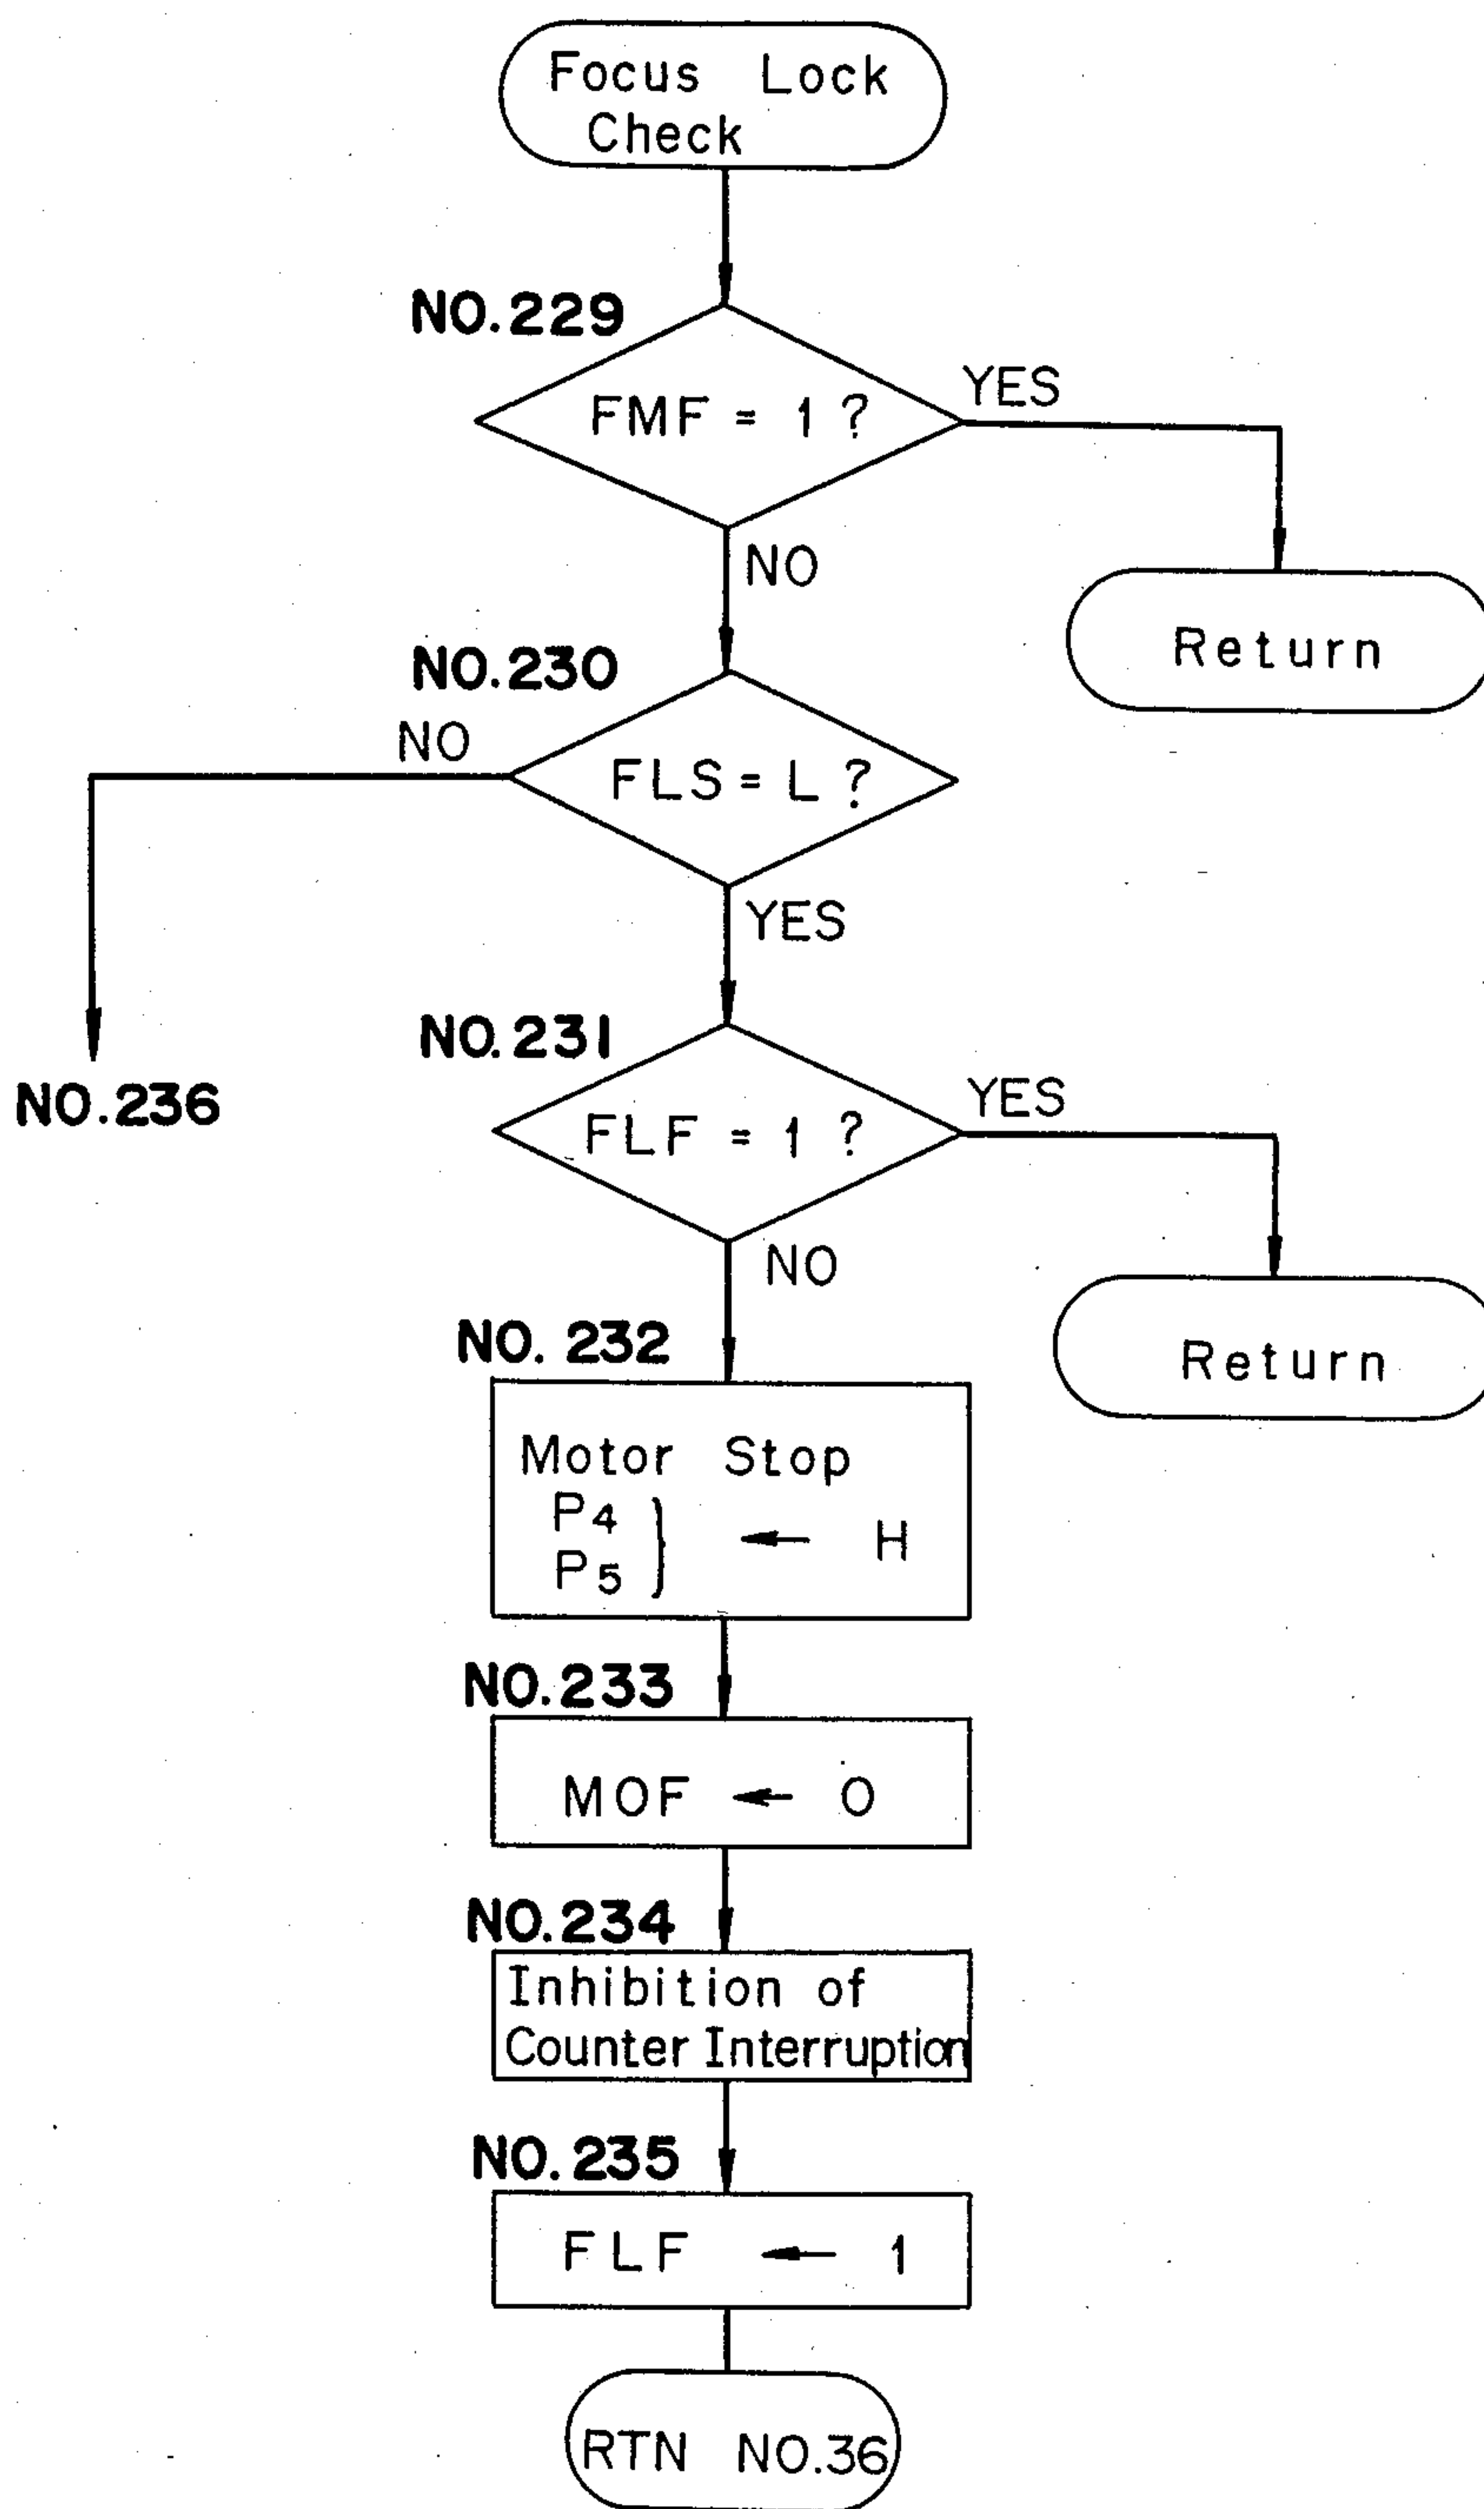 Focus Lock
Check
NO.229
FMF = 1 ?
YES
NO
Return
NO.230
NO
FLS = L ?
YES
NO.231
NO.236
YES
FLF = 1 ?
NO
NO. 232
Return
Motor Stop
P4
P5
} ← H
NO.233
MOF ← 0
NO.234
Inhibition of
Counter Interruption
NO.235
FLF ← 1
RTN NO.36